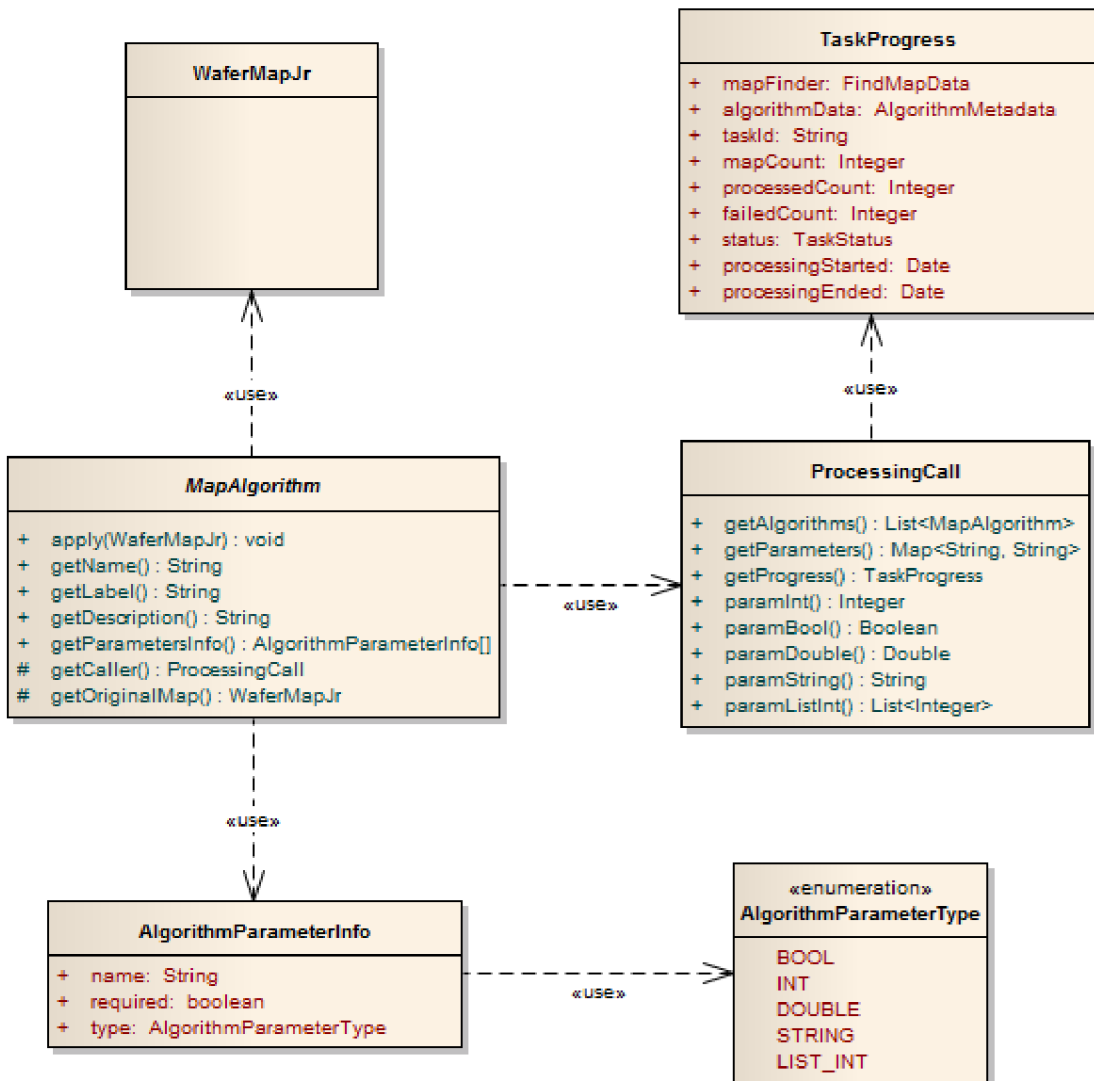 WaferMapJr
TaskProgress
+ mapFinder: FindMapData
+ algorithmData: AlgorithmMetadata
+ taskId: String
+ mapCount: Integer
+ processedCount: Integer
+ failedCount: Integer
+ status: TaskStatus
+ processingStarted: Date
+ processingEnded: Date
«use»
«use»
MapAlgorithm
+ apply(WaferMapJr) : void
+ getName() : String
+ getLabel() : String
+ getDescription() : String
+ getParametersInfo() : AlgorithmParameterInfo[]
# getCaller() : ProcessingCall
# getOriginalMap() : WaferMapJr
«use»
ProcessingCall
+ getAlgorithms() : List<MapAlgorithm>
+ getParameters() : Map<String, String>
+ getProgress() : TaskProgress
+ paramInt() : Integer
+ paramBool() : Boolean
+ paramDouble() : Double
+ paramString() : String
+ paramListInt() : List<Integer>
«use»
AlgorithmParameterInfo
+ name: String
+ required: boolean
+ type: AlgorithmParameterType
«use»
«enumeration»
AlgorithmParameterType
BOOL
INT
DOUBLE
STRING
LIST_INT